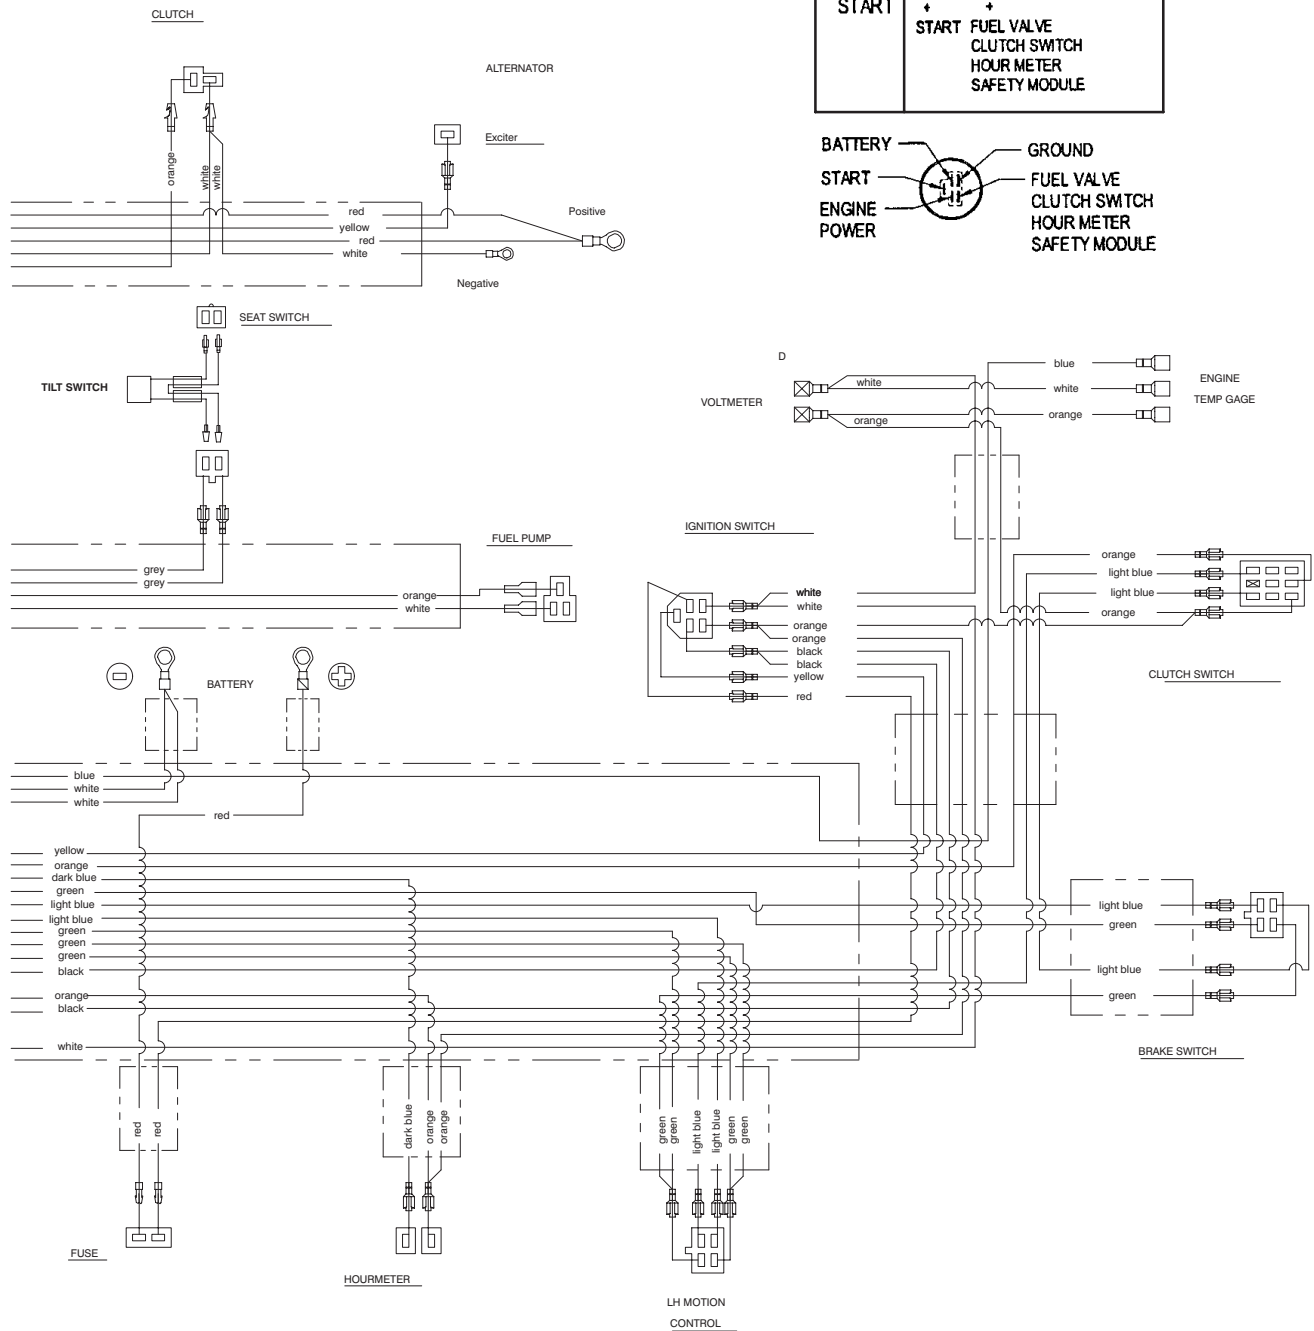 CLUTCH
START + +
START FUEL VALVE
CLUTCH SWITCH
HOUR METER
SAFETY MODULE
ALTERNATOR
Exciter
orange
white
white
BATTERY
START
ENGINE
POWER
GROUND
FUEL VALVE
CLUTCH SWITCH
HOUR METER
SAFETY MODULE
red
yellow
red
white
Positive
Negative
SEAT SWITCH
TILT SWITCH
D
VOLTMETER
white
orange
blue
white
orange
ENGINE
TEMP GAGE
IGNITION SWITCH
FUEL PUMP
grey
grey
orange
white
white
white
orange
orange
black
black
yellow
red
orange
light blue
light blue
orange
CLUTCH SWITCH
BATTERY
blue
white
white
red
yellow
orange
dark blue
green
light blue
light blue
green
green
green
black
orange
black
white
light blue
green
light blue
green
BRAKE SWITCH
red
red
dark blue
orange
orange
green
green
light blue
light blue
green
green
FUSE
HOURMETER
LH MOTION
CONTROL